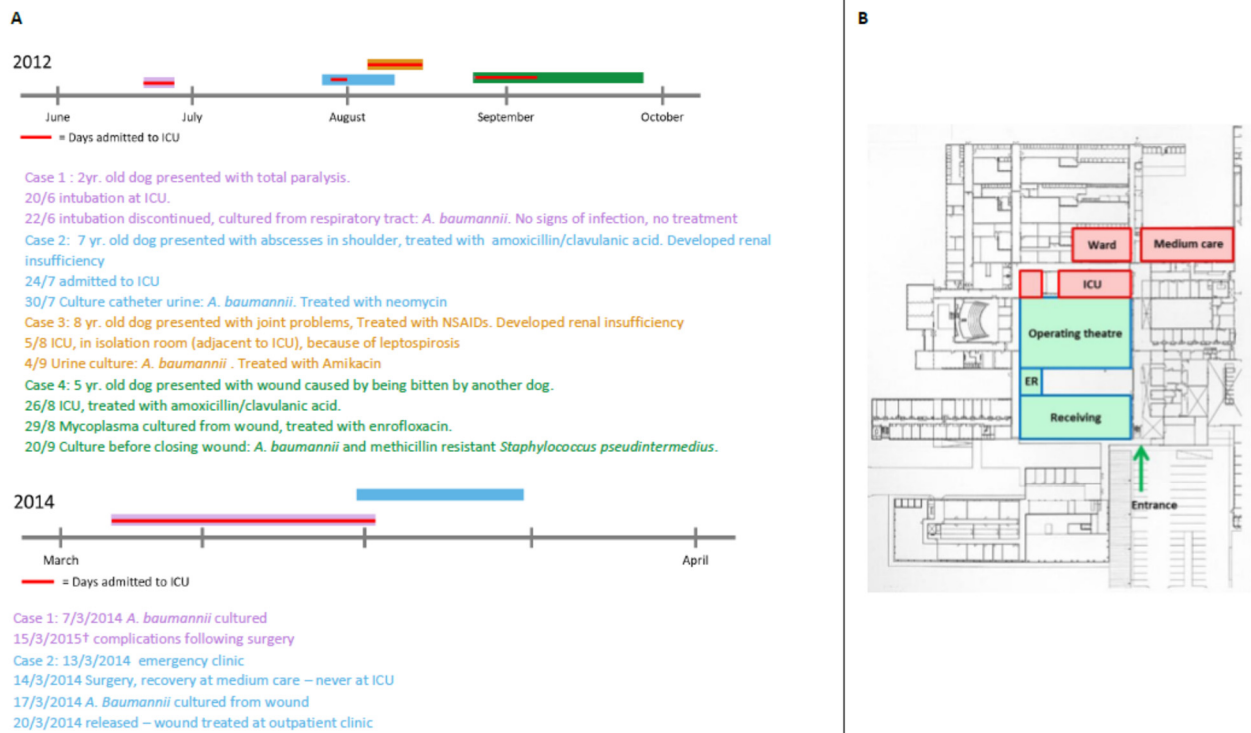 A
2012
June July August September October
= Days admitted to ICU
Case 1 : 2yr. old dog presented with total paralysis.
20/6 intubation at ICU.
22/6 intubation discontinued, cultured from respiratory tract: A. baumannii. No signs of infection, no treatment
Case 2: 7 yr. old dog presented with abscesses in shoulder, treated with amoxicillin/clavulanic acid. Developed renal
insufficiency
24/7 admitted to ICU
30/7 Culture catheter urine: A. baumannii. Treated with neomycin
Case 3: 8 yr. old dog presented with joint problems, Treated with NSAIDs. Developed renal insufficiency
5/8 ICU, in isolation room (adjacent to ICU), because of leptospirosis
4/9 Urine culture: A. baumannii . Treated with Amikacin
Case 4: 5 yr. old dog presented with wound caused by being bitten by another dog.
26/8 ICU, treated with amoxicillin/clavulanic acid.
29/8 Mycoplasma cultured from wound, treated with enrofloxacin.
20/9 Culture before closing wound: A. baumannii and methicillin resistant Staphylococcus pseudintermedius.
2014
March April
= Days admitted to ICU
Case 1: 7/3/2014 A. baumannii cultured
15/3/2015† complications following surgery
Case 2: 13/3/2014 emergency clinic
14/3/2014 Surgery, recovery at medium care – never at ICU
17/3/2014 A. Baumannii cultured from wound
20/3/2014 released – wound treated at outpatient clinic
B
Ward Medium care
ICU
Operating theatre
ER
Receiving
Entrance